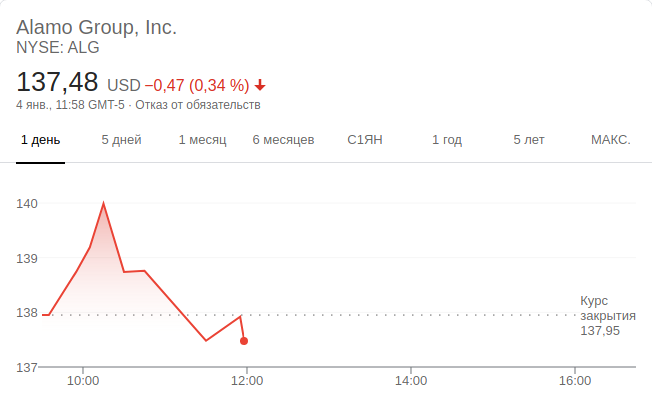 Alamo Group, Inc.
NYSE: ALG
137,48 USD −0,47 (0,34 %)
4 янв., 11:58 GMT-5 · Отказ от обязательств
1 день 5 дней 1 месяц 6 месяцев С1ЯН 1 год 5 лет МАКС.
140
139
138
137
Курс
закрытия
137,95
10:00 12:00 14:00 16:00